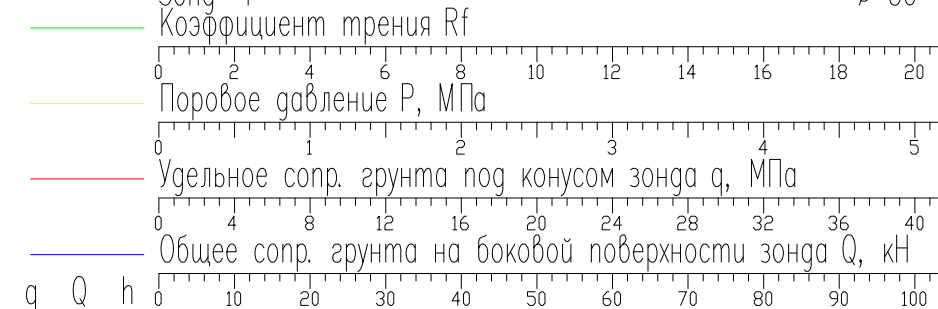 Коэффициент трения Rf
0 2 4 6 8 10 12 14 16 18 20
Поровое давление P, МПа
0 1 2 3 4 5
Удельное сопр. грунта под конусом зонда q, МПа
0 4 8 12 16 20 24 28 32 36 40
Общее сопр. грунта на боковой поверхности зонда Q, кН
q Q h 0 10 20 30 40 50 60 70 80 90 100